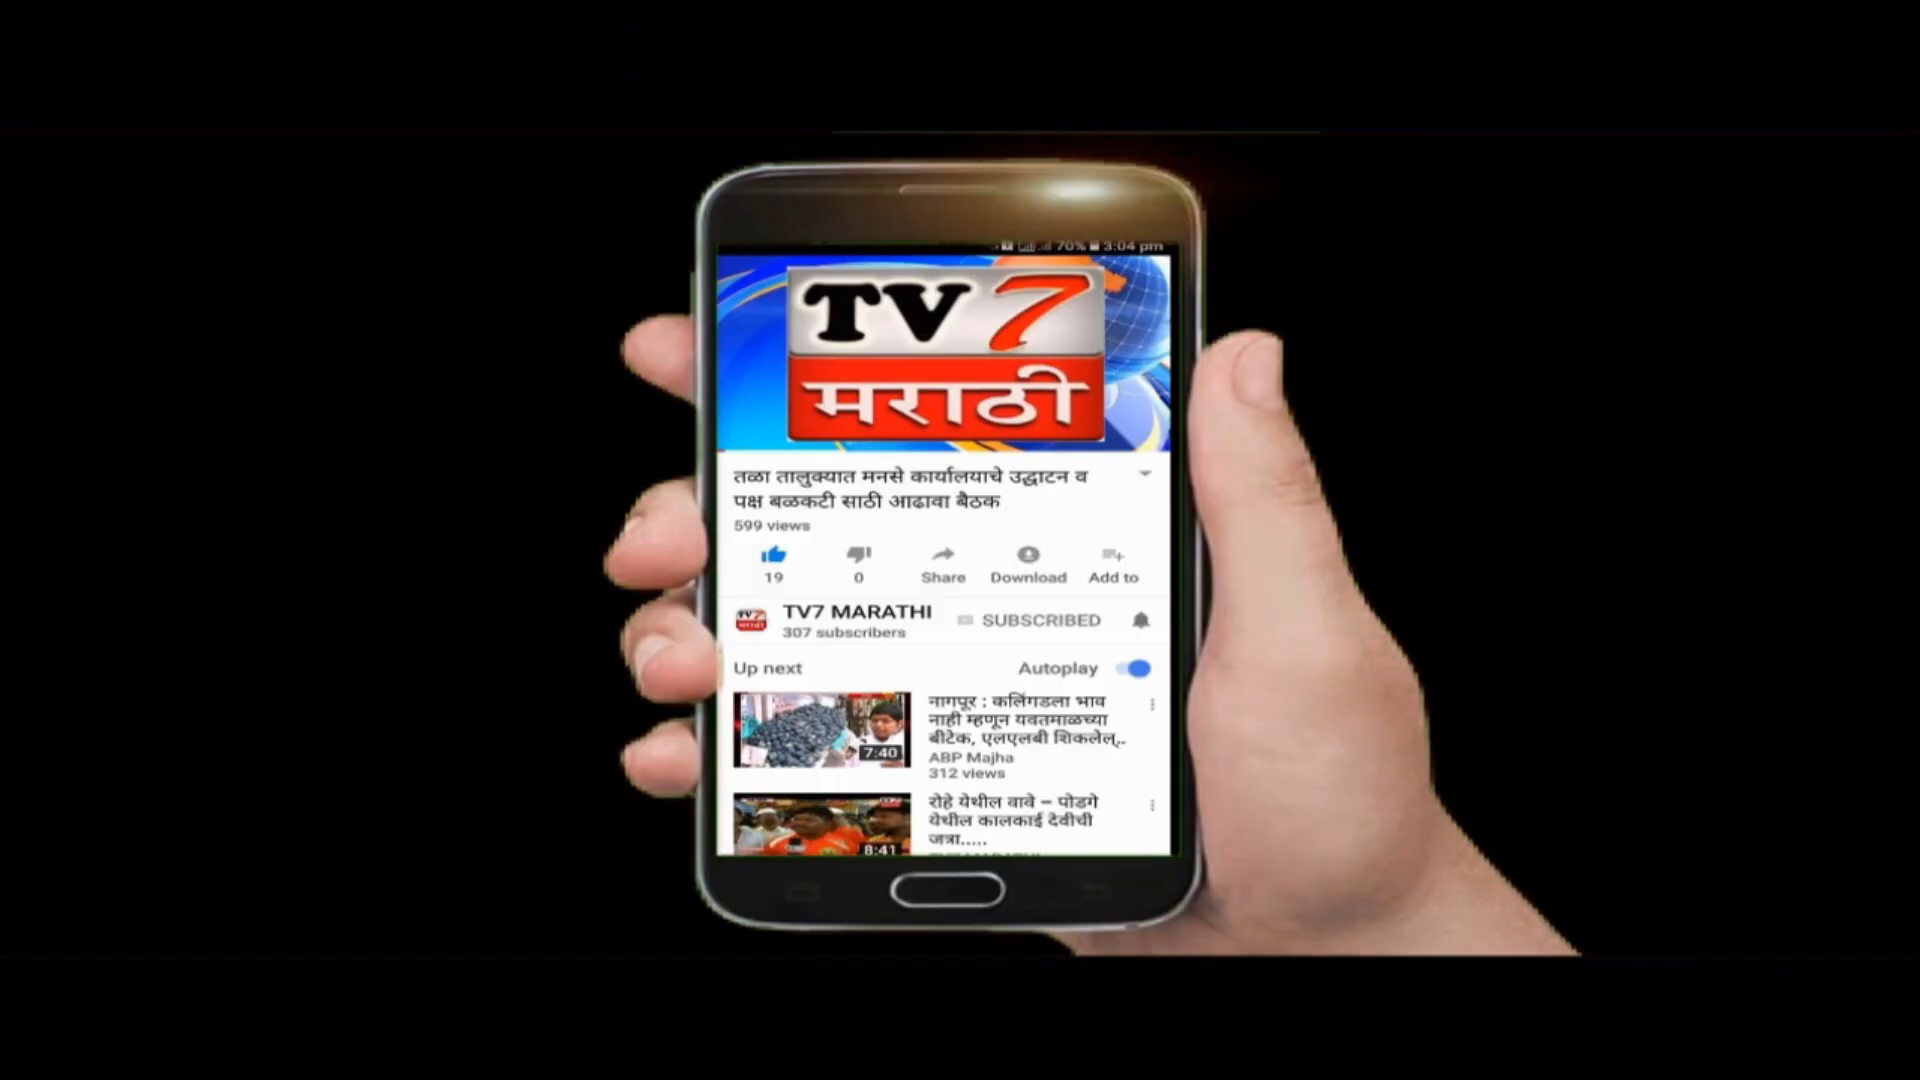 70% 3:04 pm
TV 7
मराठी
तळा तालुक्यात मनसे कार्यालयाचे उद्घाटन व
पक्ष बळकटी साठी आढावा बैठक
599 views
19 0 Share Download Add to
TV7 MARATHI SUBSCRIBED
307 subscribers
Up next Autoplay
नागपूर : कलिंगडला भाव
नाही म्हणून यवतमाळच्या
बीटेक, एलएलबी शिकलेल्..
ABP Majha
312 views
7:40
रोहे येथील वावे – पोडगे
येथील कालकाई देवीची
जत्रा.....
8:41